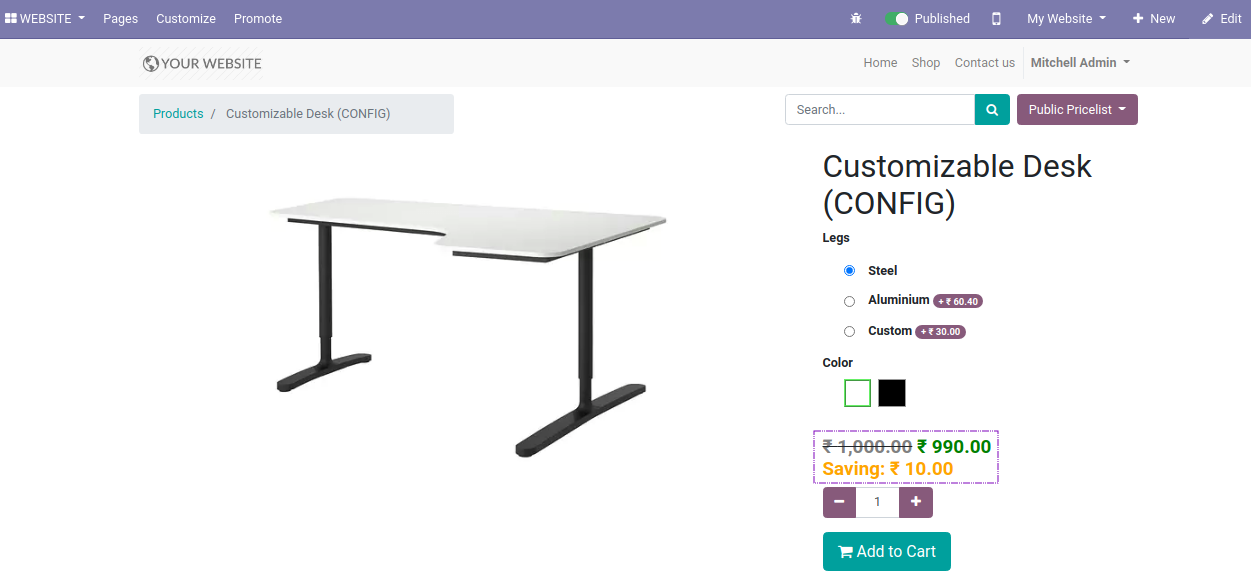 WEBSITE Pages Customize Promote Published My Website New Edit
YOUR WEBSITE Home Shop Contact us Mitchell Admin
Products / Customizable Desk (CONFIG) Search... Public Pricelist
Customizable Desk
(CONFIG)
Legs
Steel
Aluminium + ₹ 60.40
Custom + ₹ 30.00
Color
₹ 1,000.00 ₹ 990.00
Saving: ₹ 10.00
1
Add to Cart